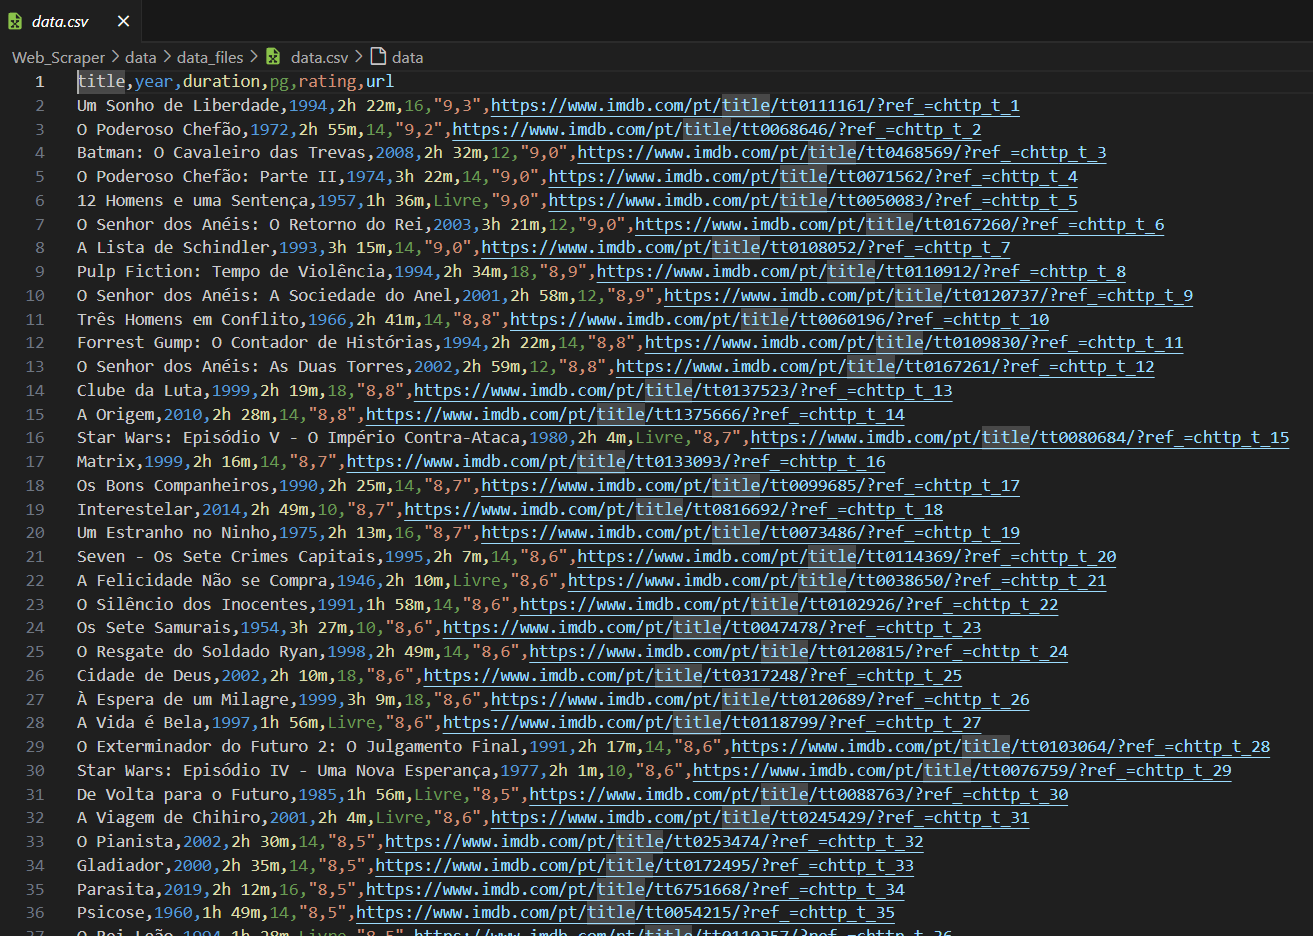 data.csv
Web_Scraper > data > data_files > data.csv > data
1 title,year,duration,pg,rating,url
2 Um Sonho de Liberdade,1994,2h 22m,16,"9,3",https://www.imdb.com/pt/title/tt0111161/?ref_=chttp_t_1
3 O Poderoso Chefão,1972,2h 55m,14,"9,2",https://www.imdb.com/pt/title/tt0068646/?ref_=chttp_t_2
4 Batman: O Cavaleiro das Trevas,2008,2h 32m,12,"9,0",https://www.imdb.com/pt/title/tt0468569/?ref_=chttp_t_3
5 O Poderoso Chefão: Parte II,1974,3h 22m,14,"9,0",https://www.imdb.com/pt/title/tt0071562/?ref_=chttp_t_4
6 12 Homens e uma Sentença,1957,1h 36m,Livre,"9,0",https://www.imdb.com/pt/title/tt0050083/?ref_=chttp_t_5
7 O Senhor dos Anéis: O Retorno do Rei,2003,3h 21m,12,"9,0",https://www.imdb.com/pt/title/tt0167260/?ref_=chttp_t_6
8 A Lista de Schindler,1993,3h 15m,14,"9,0",https://www.imdb.com/pt/title/tt0108052/?ref_=chttp_t_7
9 Pulp Fiction: Tempo de Violência,1994,2h 34m,18,"8,9",https://www.imdb.com/pt/title/tt0110912/?ref_=chttp_t_8
10 O Senhor dos Anéis: A Sociedade do Anel,2001,2h 58m,12,"8,9",https://www.imdb.com/pt/title/tt0120737/?ref_=chttp_t_9
11 Três Homens em Conflito,1966,2h 41m,14,"8,8",https://www.imdb.com/pt/title/tt0060196/?ref_=chttp_t_10
12 Forrest Gump: O Contador de Histórias,1994,2h 22m,14,"8,8",https://www.imdb.com/pt/title/tt0109830/?ref_=chttp_t_11
13 O Senhor dos Anéis: As Duas Torres,2002,2h 59m,12,"8,8",https://www.imdb.com/pt/title/tt0167261/?ref_=chttp_t_12
14 Clube da Luta,1999,2h 19m,18,"8,8",https://www.imdb.com/pt/title/tt0137523/?ref_=chttp_t_13
15 A Origem,2010,2h 28m,14,"8,8",https://www.imdb.com/pt/title/tt1375666/?ref_=chttp_t_14
16 Star Wars: Episódio V - O Império Contra-Ataca,1980,2h 4m,Livre,"8,7",https://www.imdb.com/pt/title/tt0080684/?ref_=chttp_t_15
17 Matrix,1999,2h 16m,14,"8,7",https://www.imdb.com/pt/title/tt0133093/?ref_=chttp_t_16
18 Os Bons Companheiros,1990,2h 25m,14,"8,7",https://www.imdb.com/pt/title/tt0099685/?ref_=chttp_t_17
19 Interestelar,2014,2h 49m,10,"8,7",https://www.imdb.com/pt/title/tt0816692/?ref_=chttp_t_18
20 Um Estranho no Ninho,1975,2h 13m,16,"8,7",https://www.imdb.com/pt/title/tt0073486/?ref_=chttp_t_19
21 Seven - Os Sete Crimes Capitais,1995,2h 7m,14,"8,6",https://www.imdb.com/pt/title/tt0114369/?ref_=chttp_t_20
22 A Felicidade Não se Compra,1946,2h 10m,Livre,"8,6",https://www.imdb.com/pt/title/tt0038650/?ref_=chttp_t_21
23 O Silêncio dos Inocentes,1991,1h 58m,14,"8,6",https://www.imdb.com/pt/title/tt0102926/?ref_=chttp_t_22
24 Os Sete Samurais,1954,3h 27m,10,"8,6",https://www.imdb.com/pt/title/tt0047478/?ref_=chttp_t_23
25 O Resgate do Soldado Ryan,1998,2h 49m,14,"8,6",https://www.imdb.com/pt/title/tt0120815/?ref_=chttp_t_24
26 Cidade de Deus,2002,2h 10m,18,"8,6",https://www.imdb.com/pt/title/tt0317248/?ref_=chttp_t_25
27 À Espera de um Milagre,1999,3h 9m,18,"8,6",https://www.imdb.com/pt/title/tt0120689/?ref_=chttp_t_26
28 A Vida é Bela,1997,1h 56m,Livre,"8,6",https://www.imdb.com/pt/title/tt0118799/?ref_=chttp_t_27
29 O Exterminador do Futuro 2: O Julgamento Final,1991,2h 17m,14,"8,6",https://www.imdb.com/pt/title/tt0103064/?ref_=chttp_t_28
30 Star Wars: Episódio IV - Uma Nova Esperança,1977,2h 1m,10,"8,6",https://www.imdb.com/pt/title/tt0076759/?ref_=chttp_t_29
31 De Volta para o Futuro,1985,1h 56m,Livre,"8,5",https://www.imdb.com/pt/title/tt0088763/?ref_=chttp_t_30
32 A Viagem de Chihiro,2001,2h 4m,Livre,"8,6",https://www.imdb.com/pt/title/tt0245429/?ref_=chttp_t_31
33 O Pianista,2002,2h 30m,14,"8,5",https://www.imdb.com/pt/title/tt0253474/?ref_=chttp_t_32
34 Gladiador,2000,2h 35m,14,"8,5",https://www.imdb.com/pt/title/tt0172495/?ref_=chttp_t_33
35 Parasita,2019,2h 12m,16,"8,5",https://www.imdb.com/pt/title/tt6751668/?ref_=chttp_t_34
36 Psicose,1960,1h 49m,14,"8,5",https://www.imdb.com/pt/title/tt0054215/?ref_=chttp_t_35
37 O Rei Leão,1994,1h 28m,Livre,"8,5",https://www.imdb.com/pt/title/tt0110357/?ref_=chttp_t_36